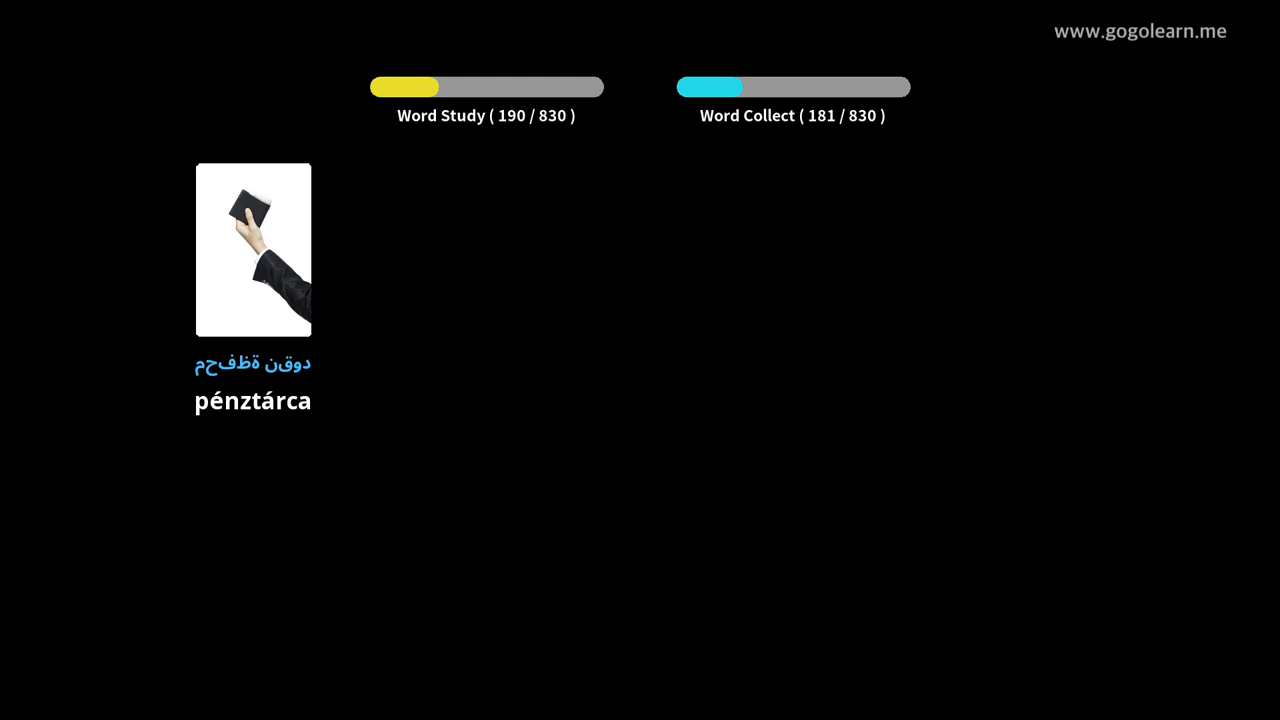 www.gogolearn.me
Word Study ( 190 / 830 )
Word Collect ( 181 / 830 )
محفظة نقود
pénztárca